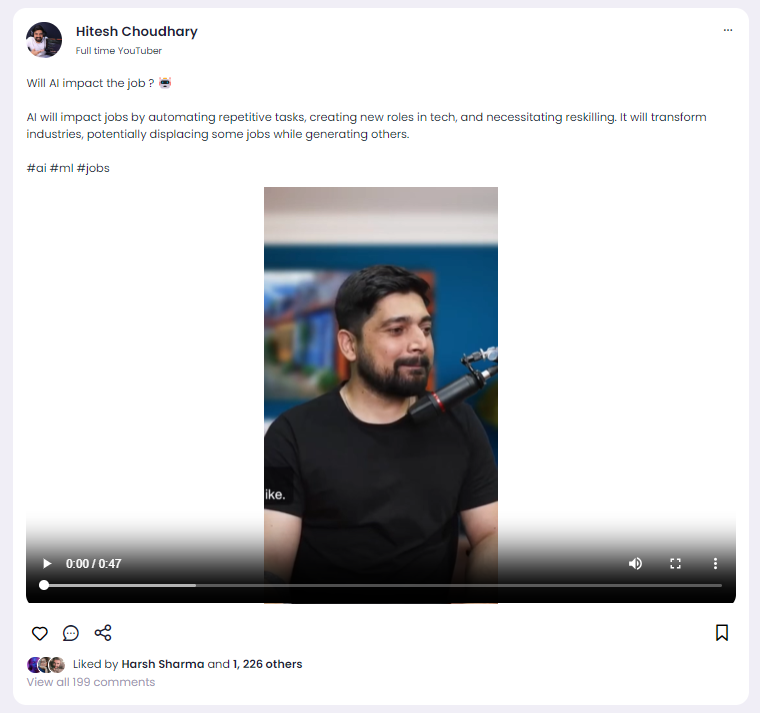 Hitesh Choudhary
Full time YouTuber
Will AI impact the job ? 
AI will impact jobs by automating repetitive tasks, creating new roles in tech, and necessitating reskilling. It will transform
industries, potentially displacing some jobs while generating others.
#ai #ml #jobs
ike.
0:00 / 0:47
Liked by Harsh Sharma and 1, 226 others
View all 199 comments